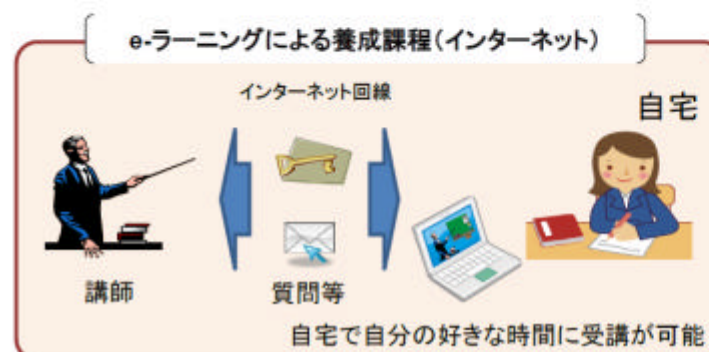 e-ラーニングによる養成課程(インターネット)
インターネット回線
自宅
講師
質問等
自宅で自分の好きな時間に受講が可能